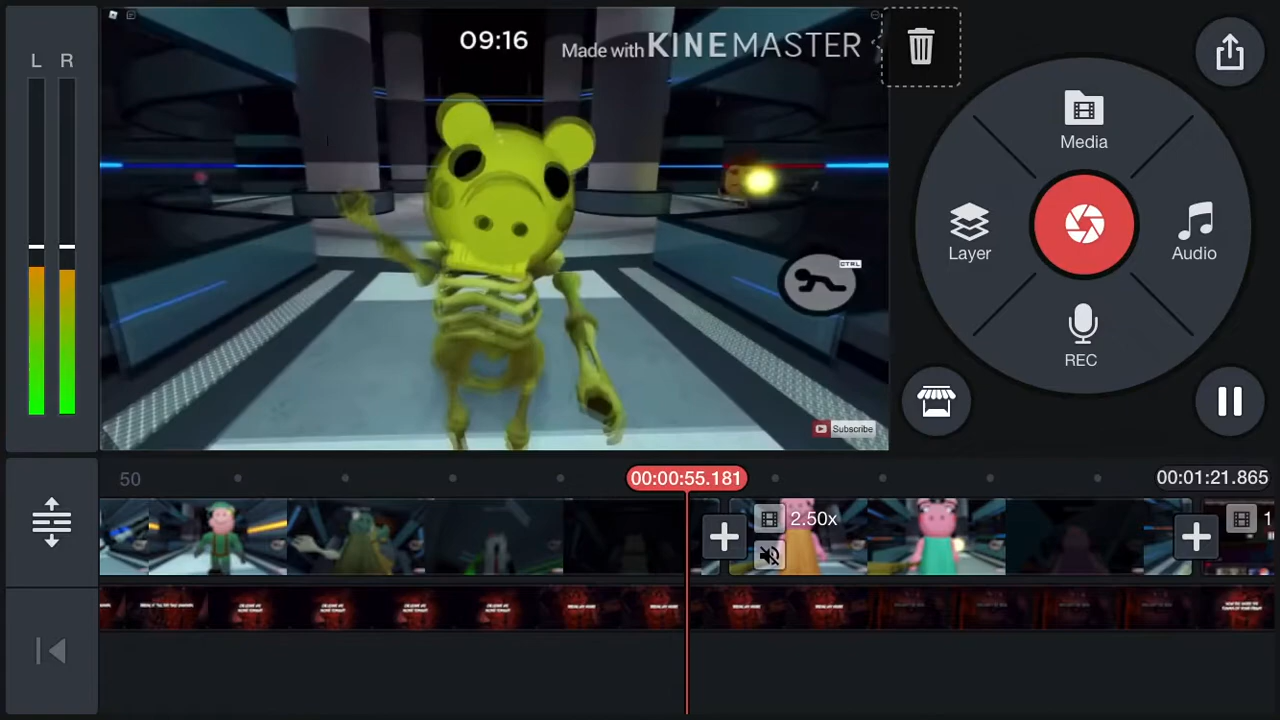 L R
09:16
Made with KINEMASTER
CTRL
Subscribe
Media
Layer
Audio
REC
50
00:00:55.181
00:01:21.865
2.50x
1